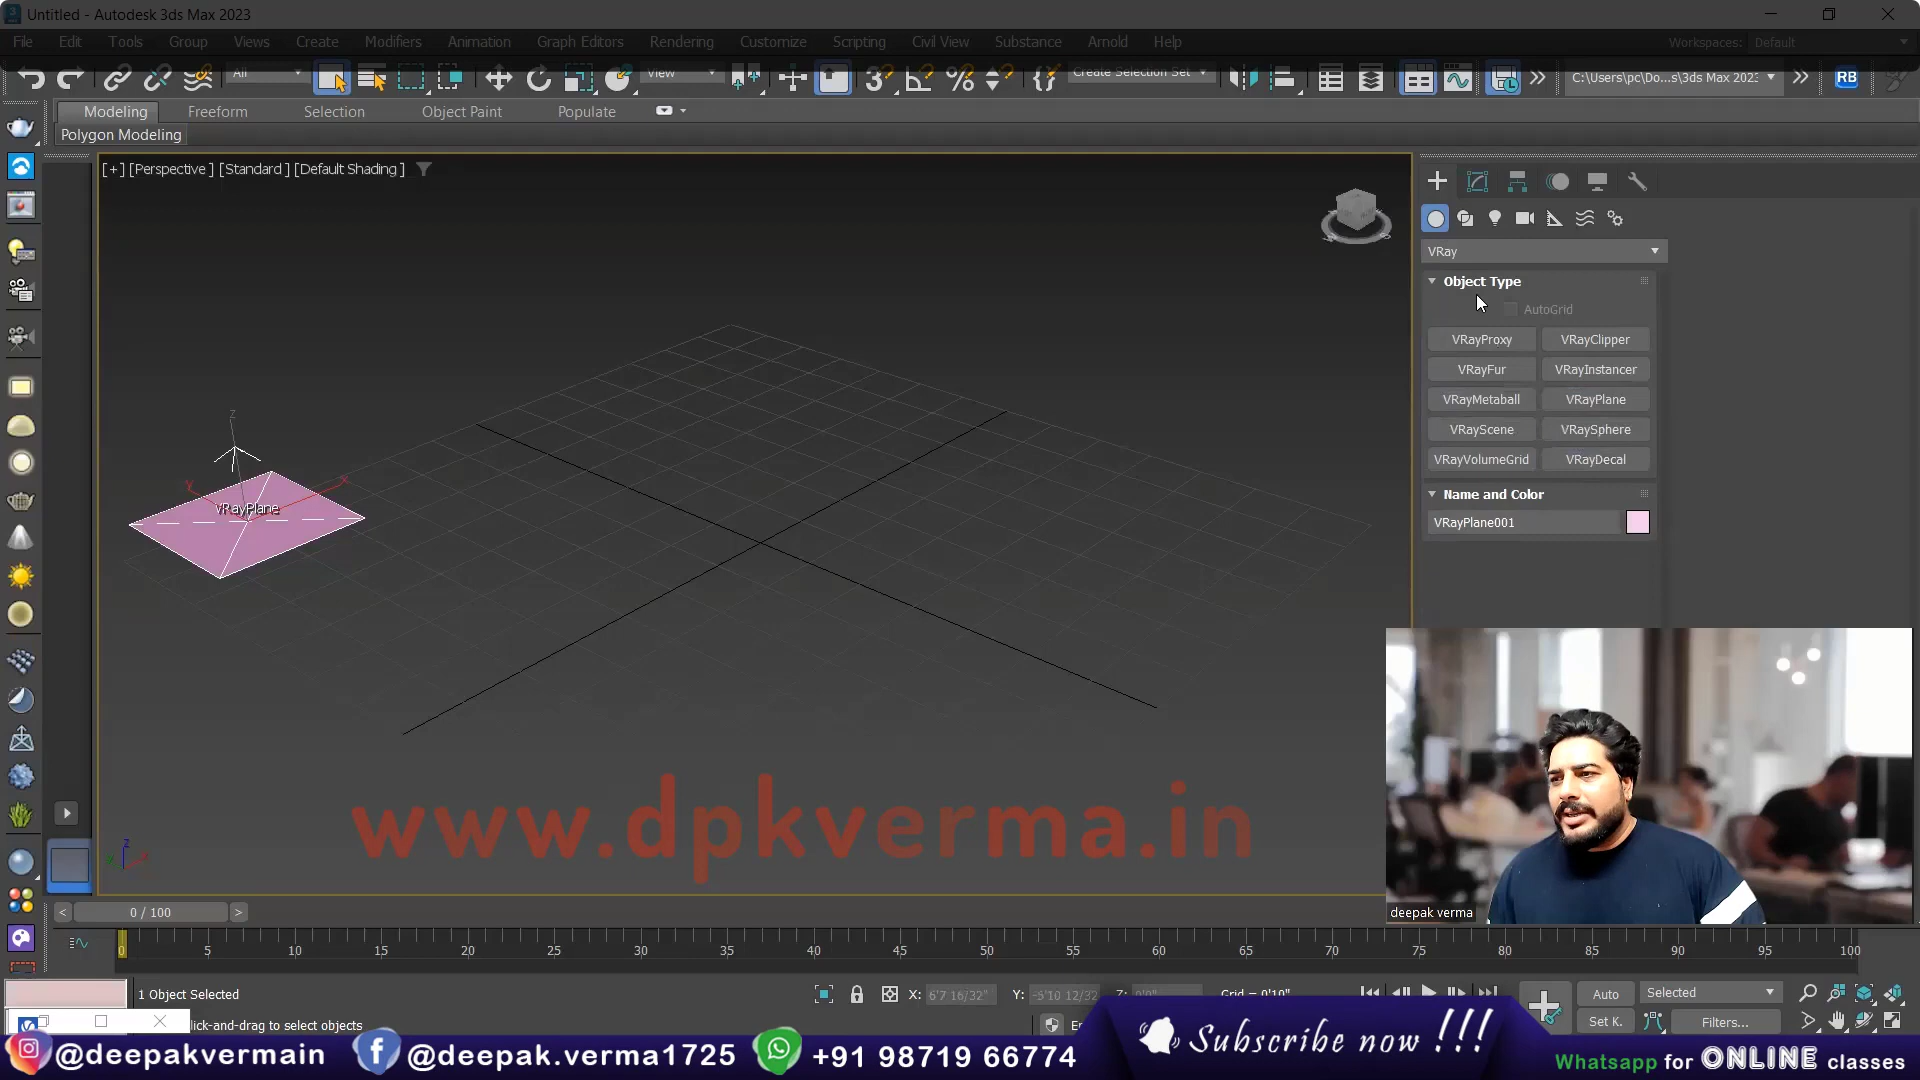 Untitled - Autodesk 3ds Max 2023
File Edit Tools Group Views Create Modifiers Animation Graph Editors Rendering Customize Scripting Civil View Substance Arnold Help Workspaces: Default
All View Create Selection Set C:\Users\pc\Do...s\3ds Max 2023 RB
Modeling Freeform Selection Object Paint Populate
Polygon Modeling
[+] [Perspective ] [Standard ] [Default Shading ]
VRay
Object Type
AutoGrid
VRayProxy VRayClipper
VRayFur VRayInstancer
VRayMetaball VRayPlane
VRayScene VRaySphere
VRayVolumeGrid VRayDecal
Name and Color
VRayPlane001
z
y x
VRayPlane
www.dpkverma.in
z
deepak verma
< 0 / 100 >
0 5 10 15 20 25 30 35 40 45 50 55 60 65 70 75 80 85 90 95 100
1 Object Selected X: 6'7 16/32" Y: -5'10 12/32 Z: 0'0" Grid = 0'10" Auto Selected
lick-and-drag to select objects Set K. Filters...
@deepakvermain @deepak.verma1725 +91 98719 66774 Subscribe now !!! Whatsapp for ONLINE classes